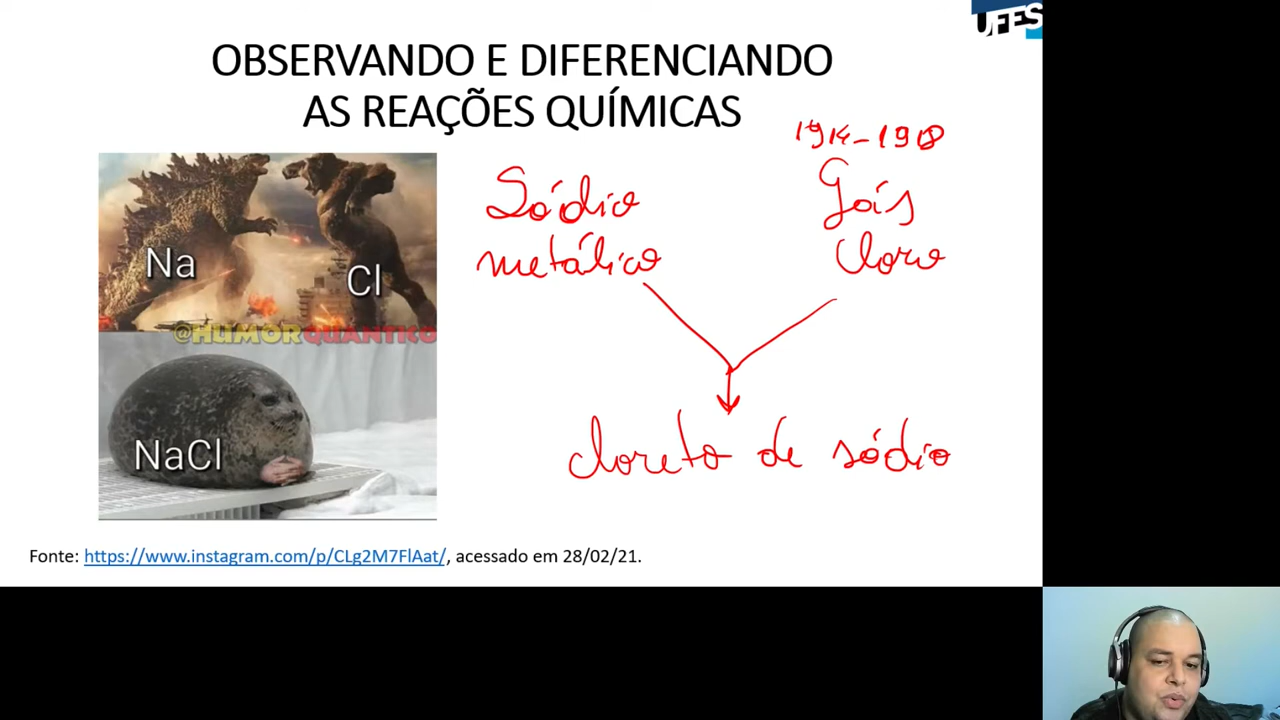 UFES
OBSERVANDO E DIFERENCIANDO
AS REAÇÕES QUÍMICAS
1914-1918
Sódio
metálico
Gás
cloro
Na
Cl
@HUMORQUANTICO
NaCl
cloreto de sódio
Fonte: https://www.instagram.com/p/CLg2M7FlAat/, acessado em 28/02/21.